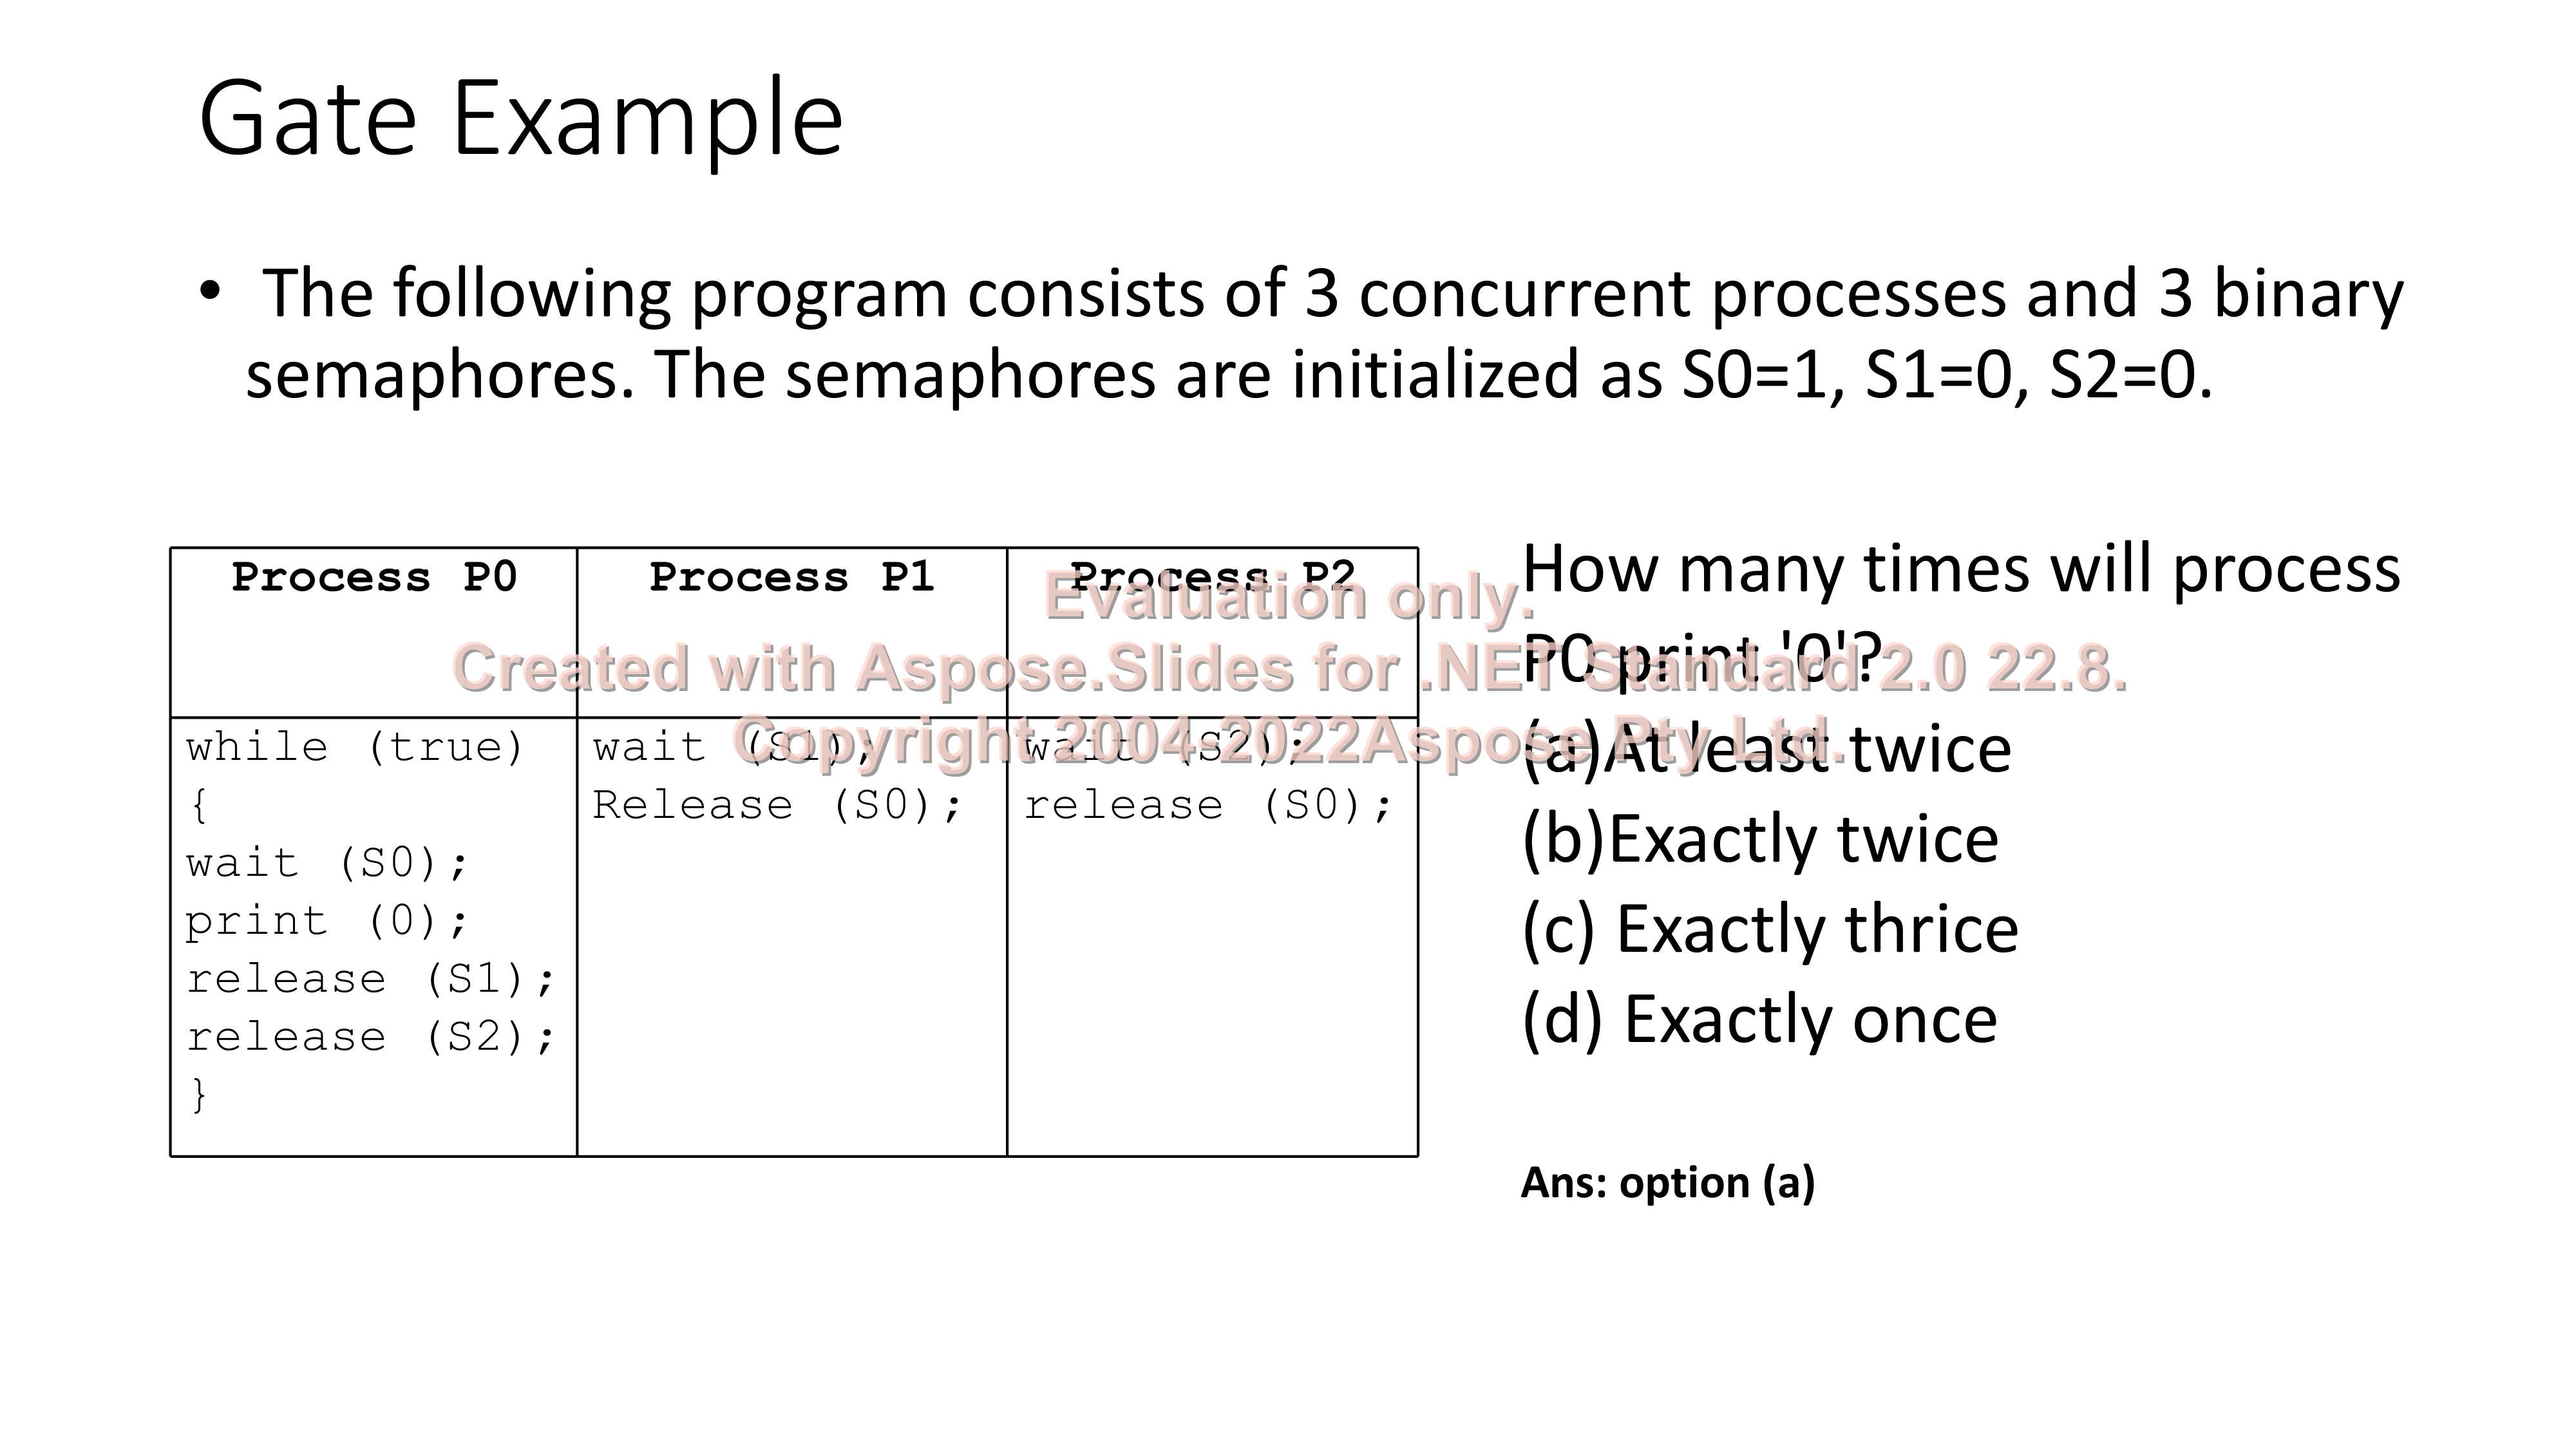 Gate Example
• The following program consists of 3 concurrent processes and 3 binary
semaphores. The semaphores are initialized as S0=1, S1=0, S2=0.
Process P0
Process P1
Process P2
while (true)
{
wait (S0);
print (0);
release (S1);
release (S2);
}
wait (S1);
Release (S0);
wait (s2);
release (S0);
How many times will process
P0 print '0'?
(a)At least twice
(b)Exactly twice
(c) Exactly thrice
(d) Exactly once
Ans: option (a)
Evaluation only.
Created with Aspose.Slides for .NET Standard 2.0 22.8.
Copyright 2004-2022Aspose Pty Ltd.